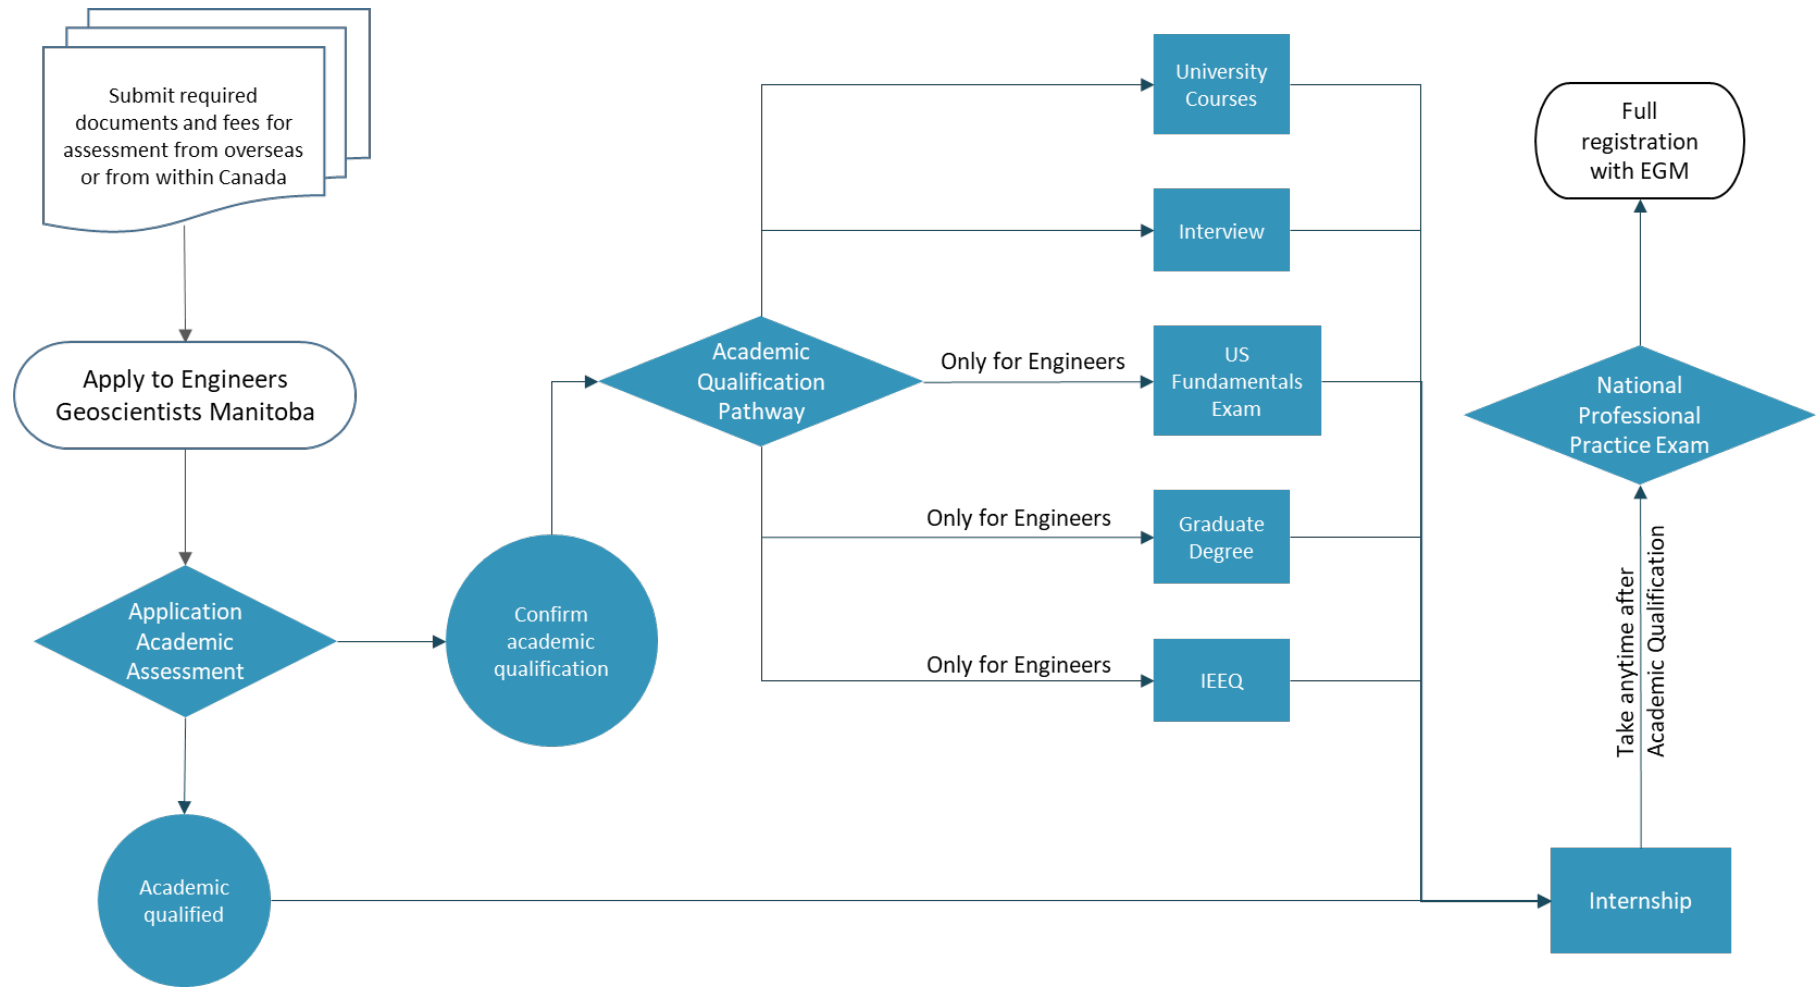 Submit required
documents and fees for
assessment from overseas
or from within Canada
Apply to Engineers
Geoscientists Manitoba
Application
Academic
Assessment
Academic
qualified
Confirm
academic
qualification
Academic
Qualification
Pathway
University
Courses
Interview
Only for Engineers
US
Fundamentals
Exam
Only for Engineers
Graduate
Degree
Only for Engineers
IEEQ
Internship
Take anytime after
Academic Qualification
National
Professional
Practice Exam
Full
registration
with EGM